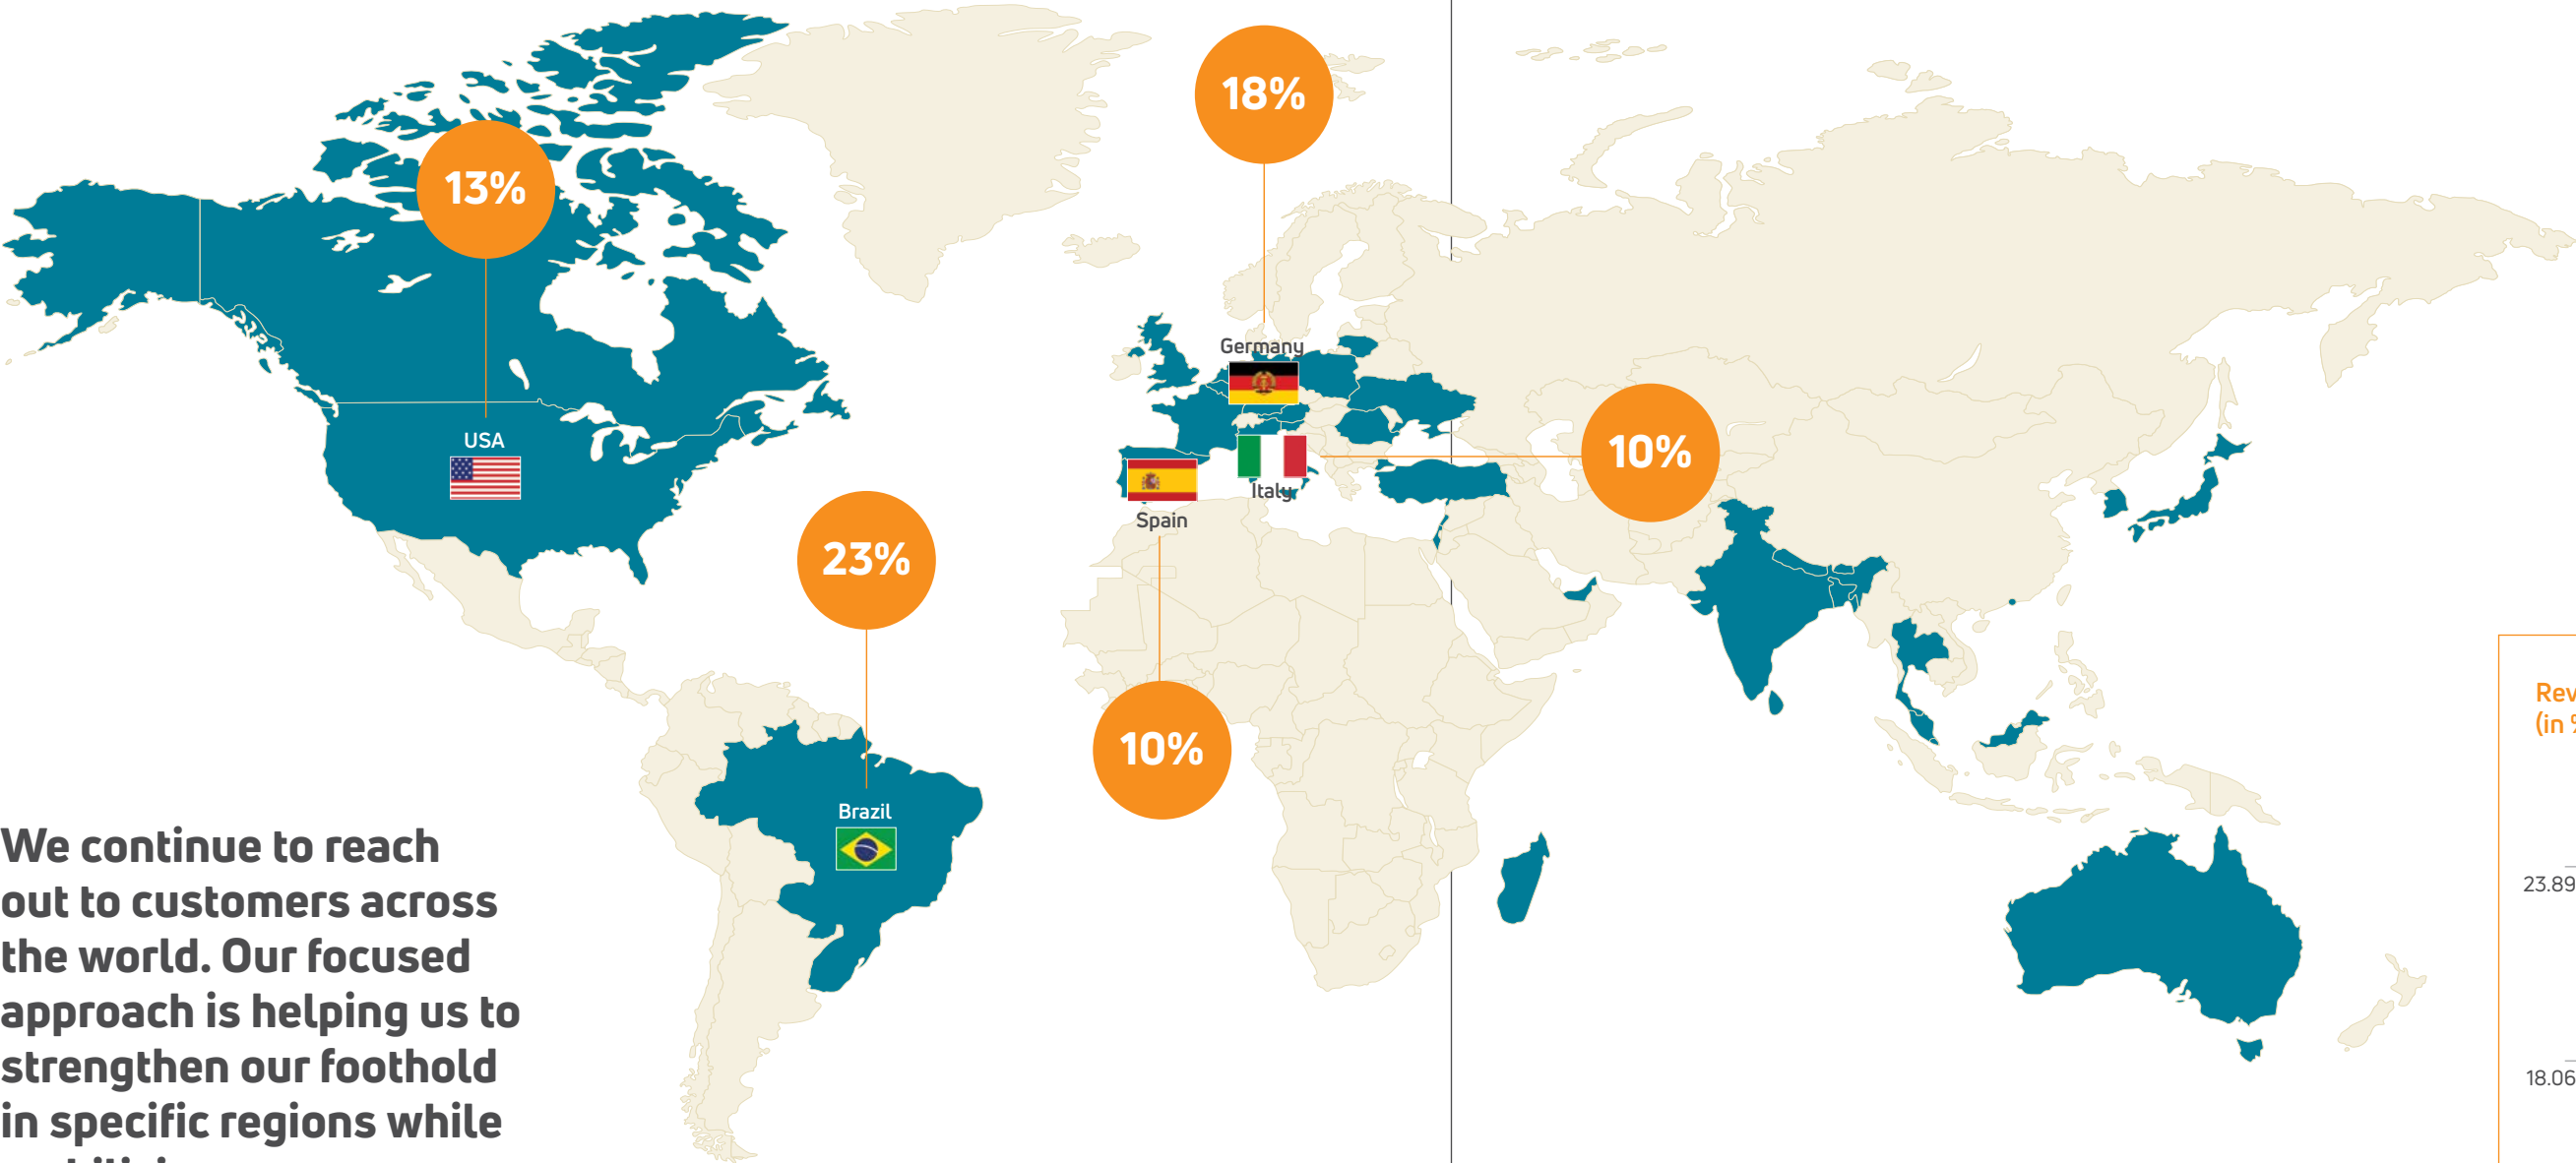 18%
13%
Germany
10%
USA
Italy
Spain
23%
10%
Brazil
We continue to reach
out to customers across
the world. Our focused
approach is helping us to
strengthen our foothold
in specific regions while
(in %
23.89
18.06